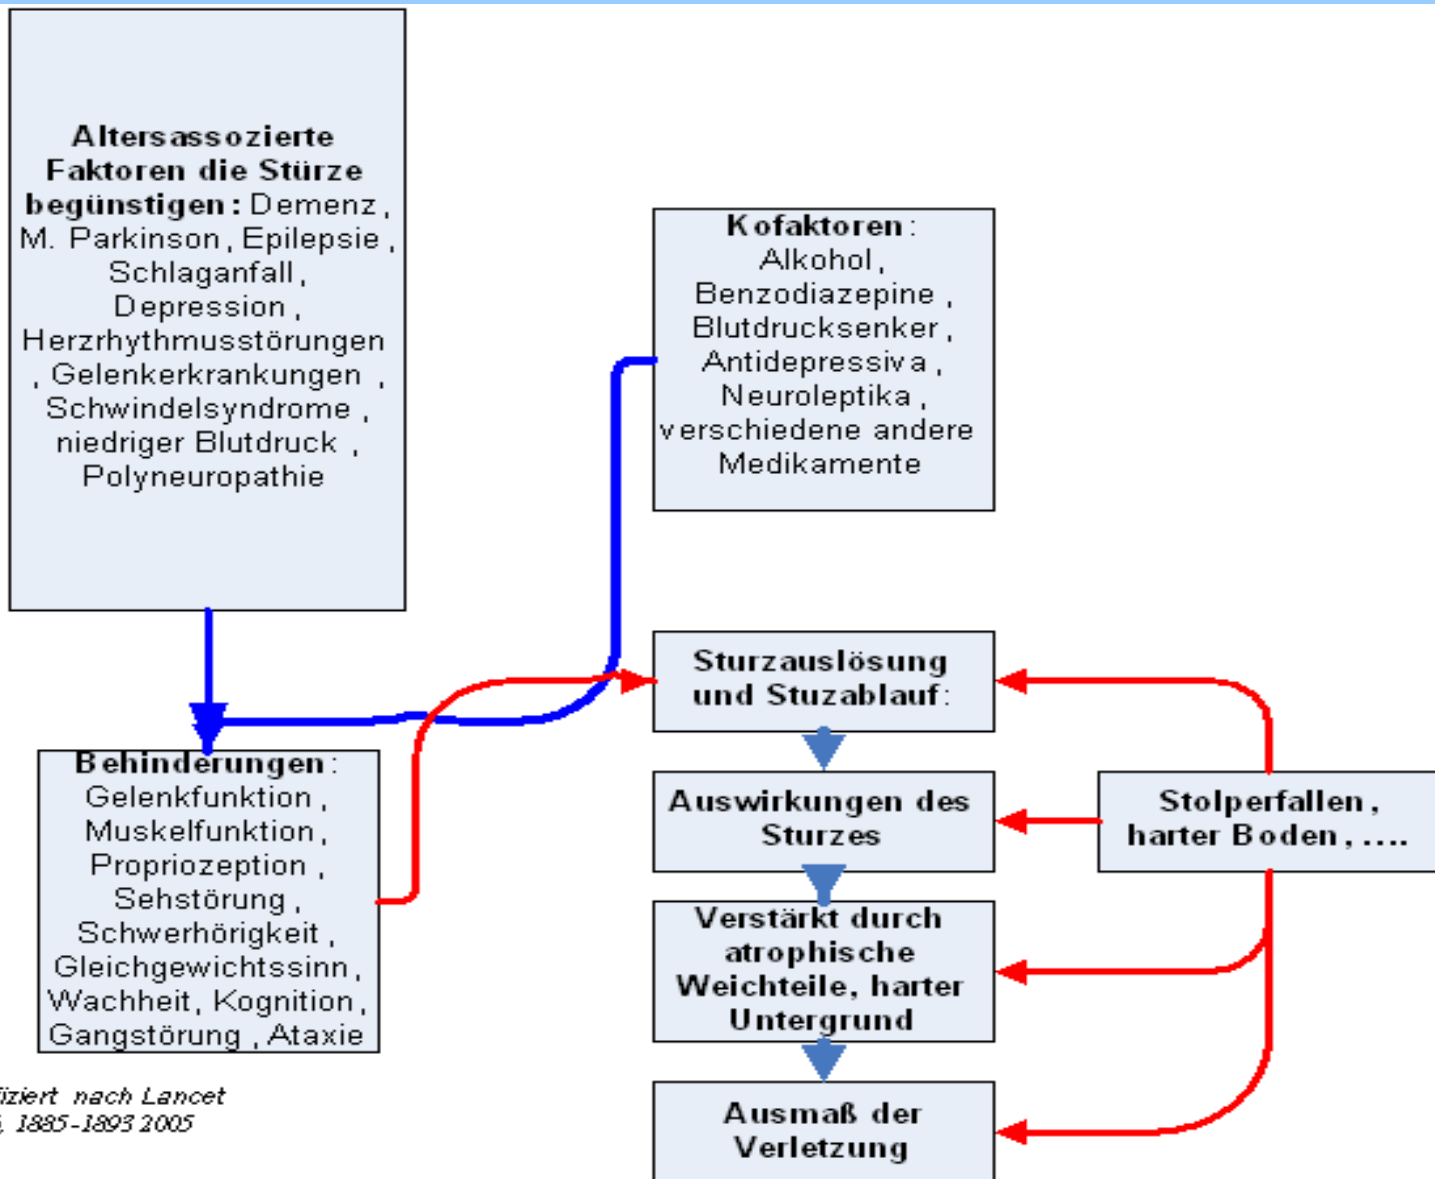 Altersassozierte
Faktoren die Stürze
begünstigen: Demenz,
M. Parkinson, Epilepsie,
Schlaganfall,
Depression,
Herzrhythmusstörungen
, Gelenkerkrankungen,
Schwindelsyndrome,
niedriger Blutdruck,
Polyneuropathie
Kofaktoren:
Alkohol,
Benzodiazepine,
Blutdrucksenker,
Antidepressiva,
Neuroleptika,
verschiedene andere
Medikamente
Behinderungen:
Gelenkfunktion,
Muskelfunktion,
Propriozeption,
Sehstörung,
Schwerhörigkeit,
Gleichgewichtssinn,
Wachheit, Kognition,
Gangstörung, Ataxie
Sturzauslösung
und Stuzablauf:
Auswirkungen des
Sturzes
Verstärkt durch
atrophische
Weichteile, harter
Untergrund
Ausmaß der
Verletzung
Stolperfallen,
harter Boden, ....
nach Lancet
1885-1893 2005